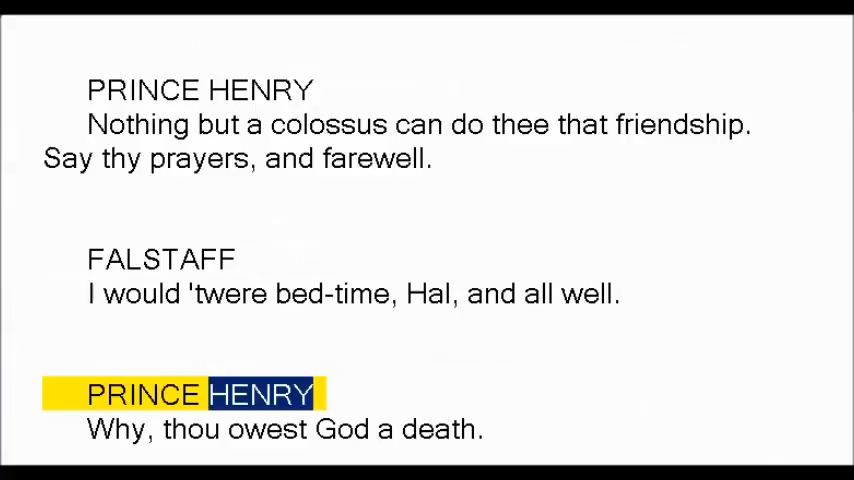 PRINCE HENRY
Nothing but a colossus can do thee that friendship.
Say thy prayers, and farewell.
FALSTAFF
I would 'twere bed-time, Hal, and all well.
PRINCE HENRY
Why, thou owest God a death.